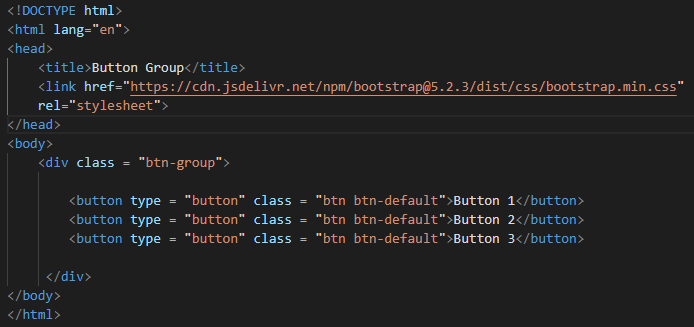 <!DOCTYPE html>
<html lang="en">
<head>
    <title>Button Group</title>
    <link href="https://cdn.jsdelivr.net/npm/bootstrap@5.2.3/dist/css/bootstrap.min.css"
    rel="stylesheet">
</head>
<body>
    <div class = "btn-group">
        <button type = "button" class = "btn btn-default">Button 1</button>
        <button type = "button" class = "btn btn-default">Button 2</button>
        <button type = "button" class = "btn btn-default">Button 3</button>
     </div>
</body>
</html>